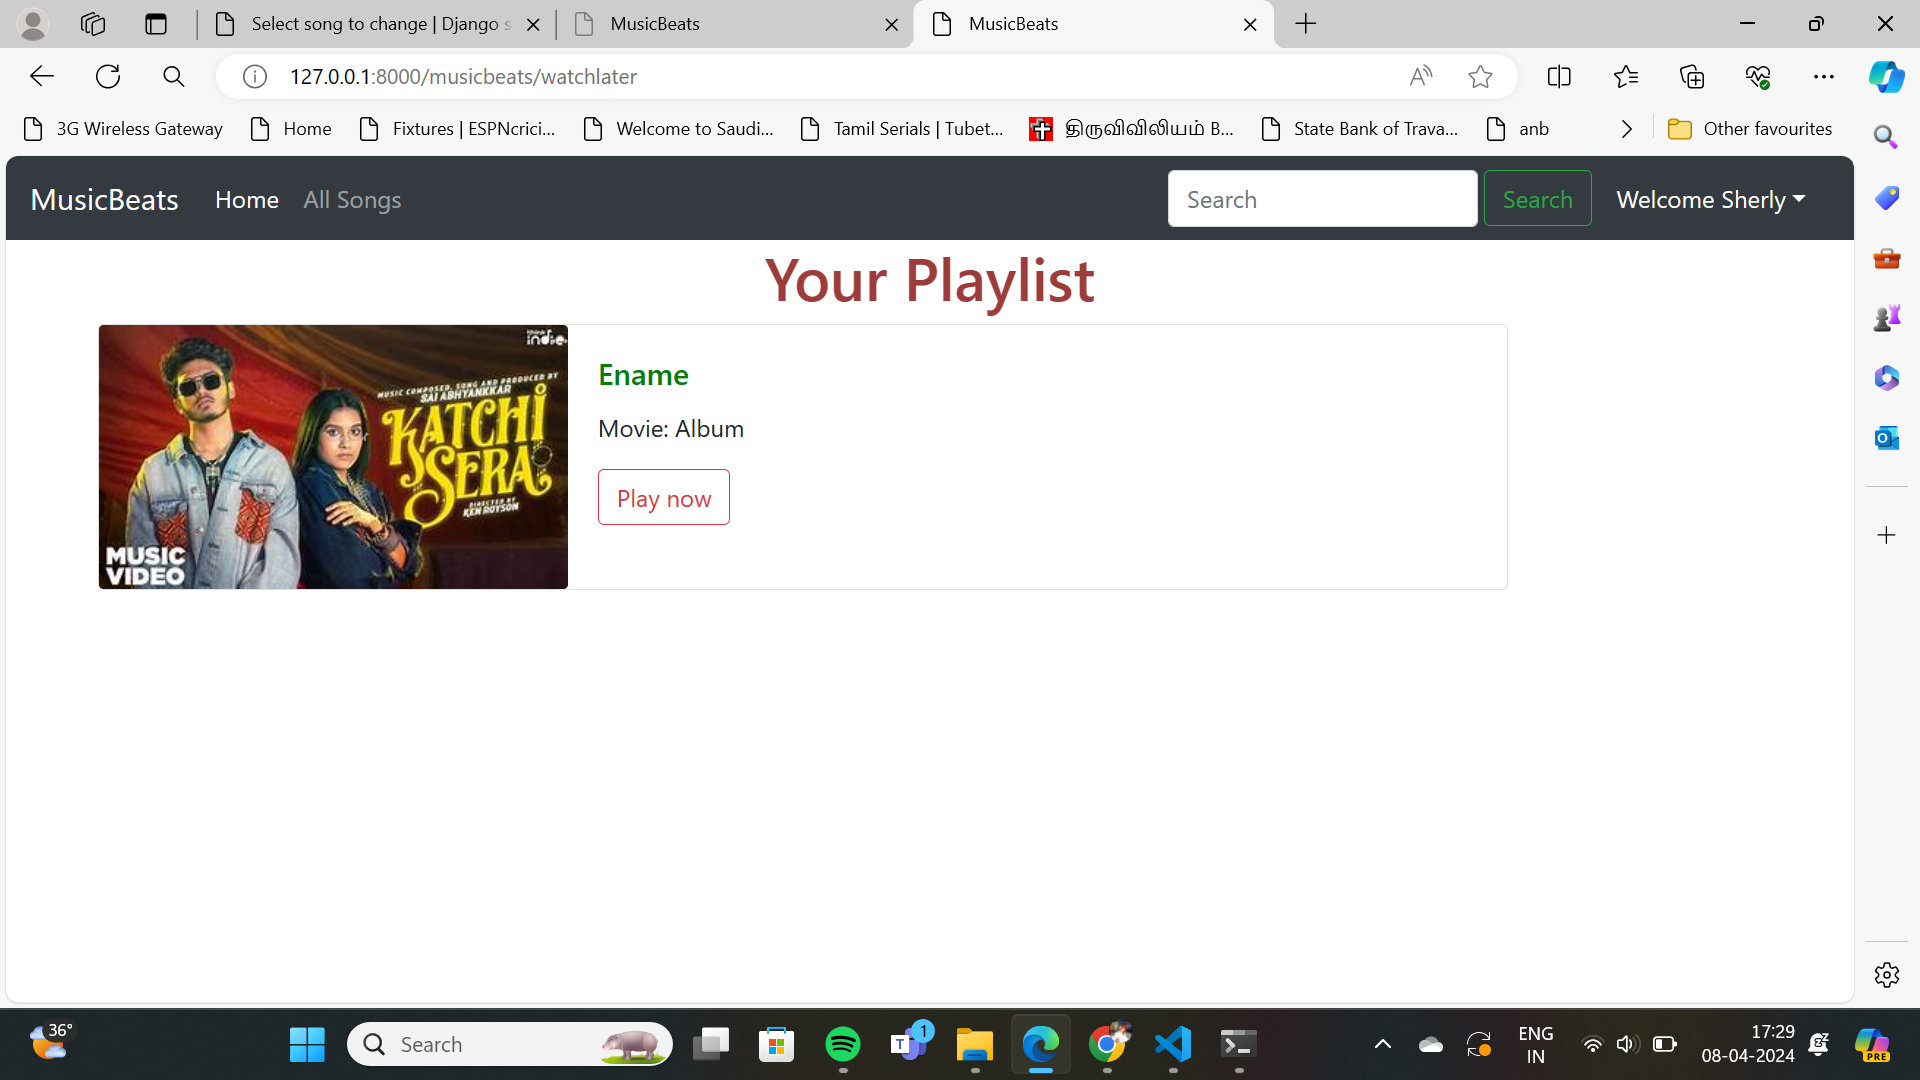 Select song to change | Django s
MusicBeats
MusicBeats
127.0.0.1:8000/musicbeats/watchlater
3G Wireless Gateway
Home
Fixtures | ESPNcrici...
Welcome to Saudi...
Tamil Serials | Tubet...
திருவிவிலியம் B...
State Bank of Trava...
anb
Other favourites
MusicBeats
Home
All Songs
Search
Search
Welcome Sherly
Your Playlist
indie
MUSIC COMPOSED, SUNG AND PRODUCED BY
SAI ABHYANKKAR
KATCHI
SERA
DIRECTED BY
KEN ROYSON
MUSIC
VIDEO
Ename
Movie: Album
Play now
36°
Search
1
ENG
IN
17:29
08-04-2024
PRE